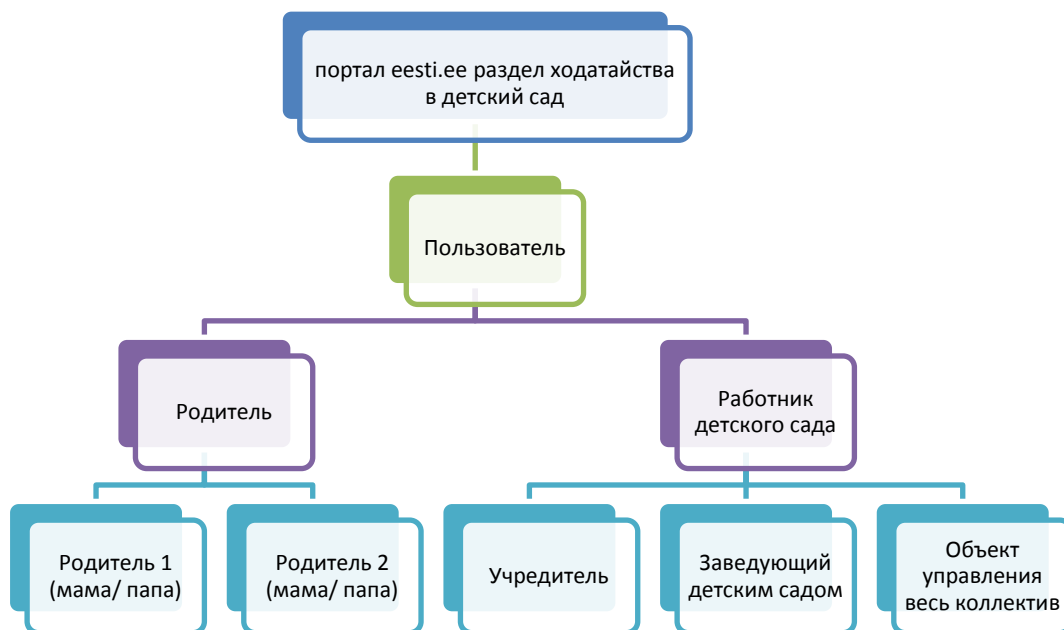 портал eesti.ee раздел ходатайства
в детский сад
Пользователь
Родитель
Работник
детского сада
Родитель 1
(мама/ папа)
Родитель 2
(мама/ папа)
Учредитель
Заведующий
детским садом
Объект
управления
весь коллектив